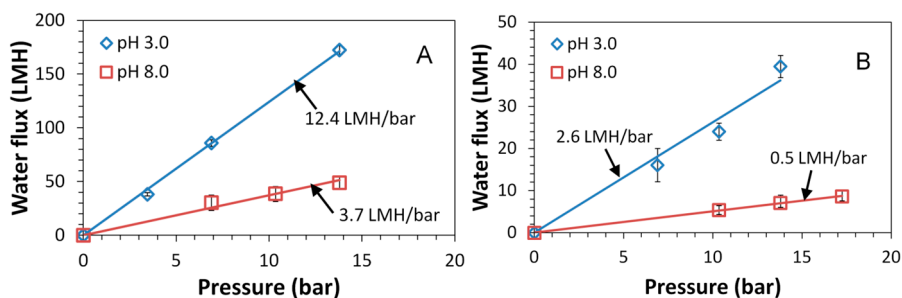 200
150
100
50
0
Water flux (LMH)
pH 3.0
pH 8.0
A
12.4 LMH/bar
3.7 LMH/bar
0 5 10 15 20
Pressure (bar)
50
40
30
20
10
0
Water flux (LMH)
pH 3.0
pH 8.0
B
2.6 LMH/bar
0.5 LMH/bar
0 5 10 15 20
Pressure (bar)